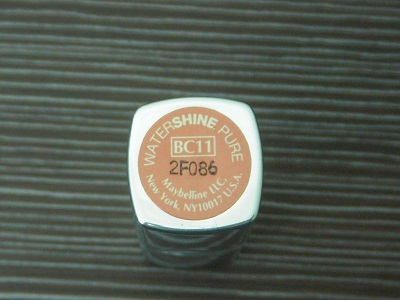 WATERSHINE PURE
BC11
2F086
Maybelline LLC.
New York, NY10017 U.S.A.